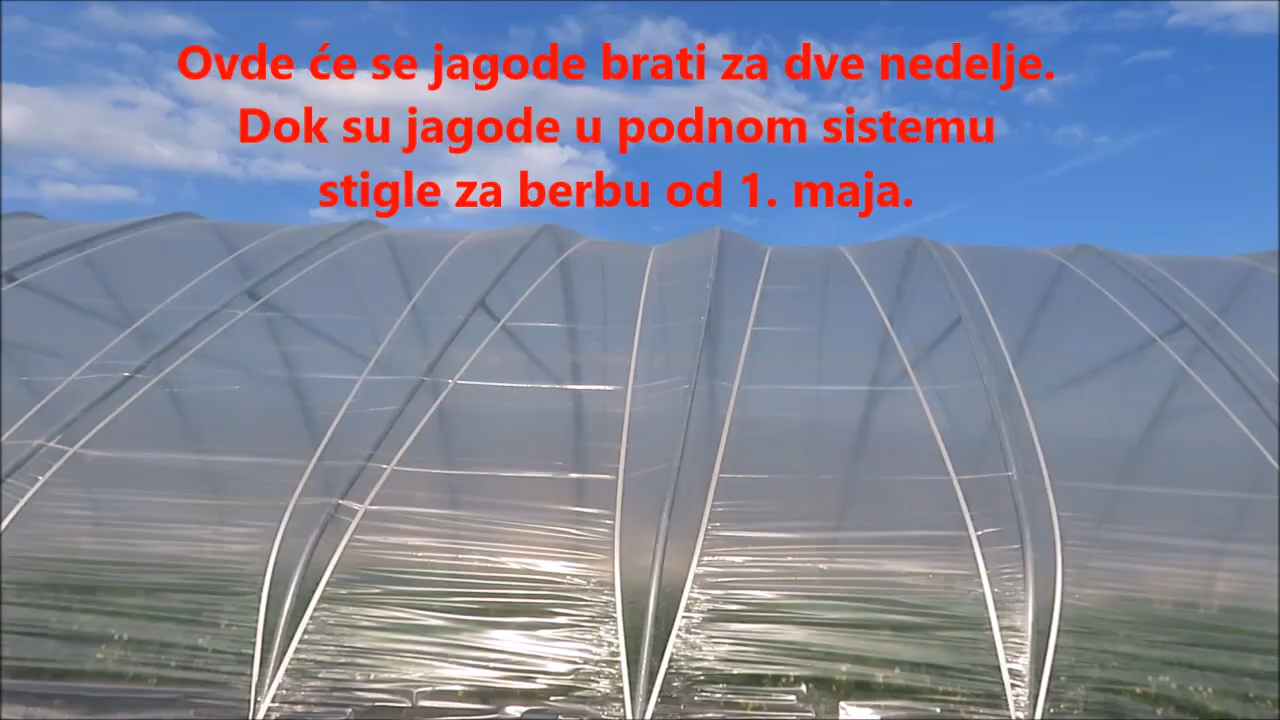 Ovde će se jagode brati za dve nedelje.
Dok su jagode u podnom sistemu
stigle za berbu od 1. maja.